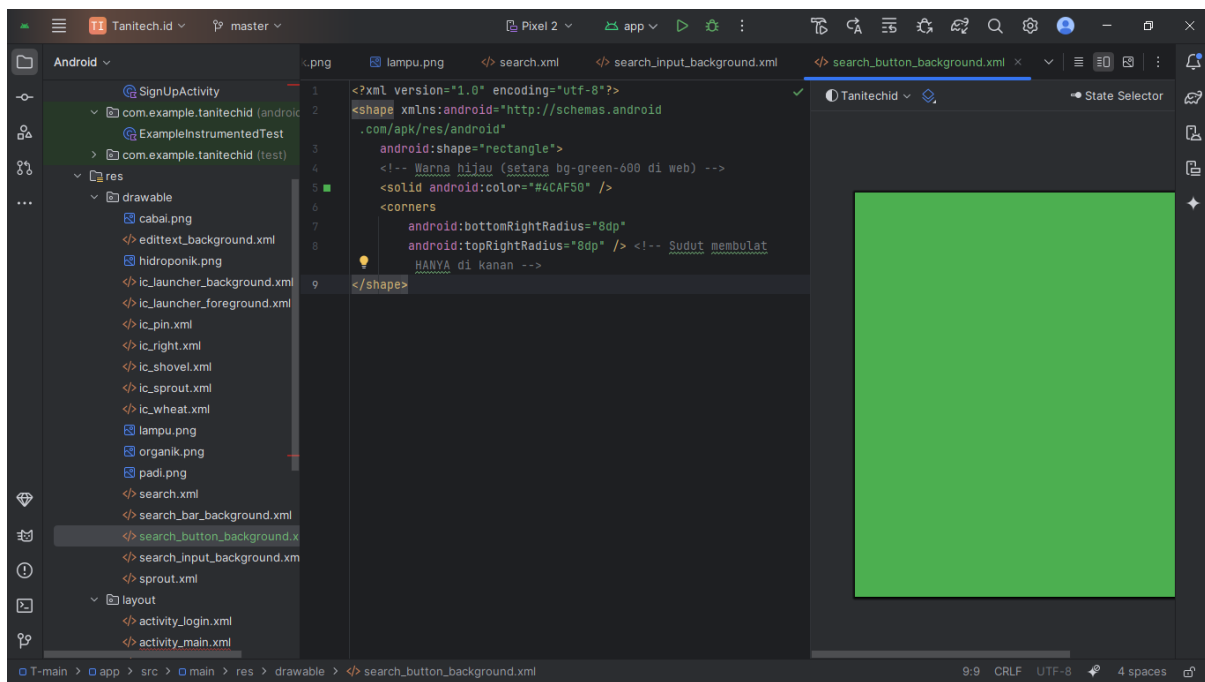 TI Tanitech.id master Pixel 2 app
Android
.png lampu.png search.xml search_input_background.xml search_button_background.xml
SignUpActivity
com.example.tanitechid (androic
ExampleInstrumentedTest
com.example.tanitechid (test)
res
drawable
cabai.png
edittext_background.xml
hidroponik.png
ic_launcher_background.xml
ic_launcher_foreground.xml
ic_pin.xml
ic_right.xml
ic_shovel.xml
ic_sprout.xml
ic_wheat.xml
lampu.png
organik.png
padi.png
search.xml
search_bar_background.xml
search_button_background.x
search_input_background.xm
sprout.xml
layout
activity_login.xml
activity_main.xml
1 <?xml version="1.0" encoding="utf-8"?>
2 <shape xmlns:android="http://schemas.android
.com/apk/res/android"
3 android:shape="rectangle">
4 <!-- Warna hijau (setara bg-green-600 di web) -->
5 <solid android:color="#4CAF50" />
6 <corners
7 android:bottomRightRadius="8dp"
8 android:topRightRadius="8dp" /> <!-- Sudut membulat
HANYA di kanan -->
9 </shape>
Tanitechid State Selector
T-main > app > src > main > res > drawable > search_button_background.xml 9:9 CRLF UTF-8 4 spaces